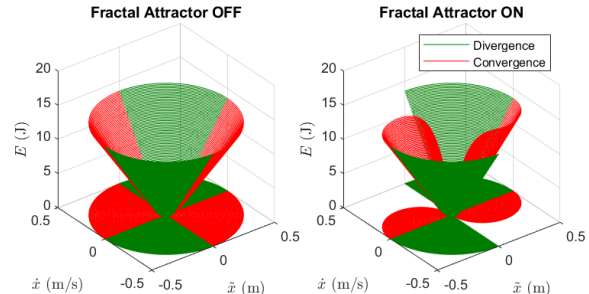 Fractal Attractor OFF
20
15
10
5
0
E (J)
0.5
0
-0.5
ẋ (m/s)
-0.5
0
0.5
x̃ (m)
Fractal Attractor ON
Divergence
Convergence
20
15
10
5
0
E (J)
0.5
0
-0.5
ẋ (m/s)
-0.5
0
0.5
x̃ (m)